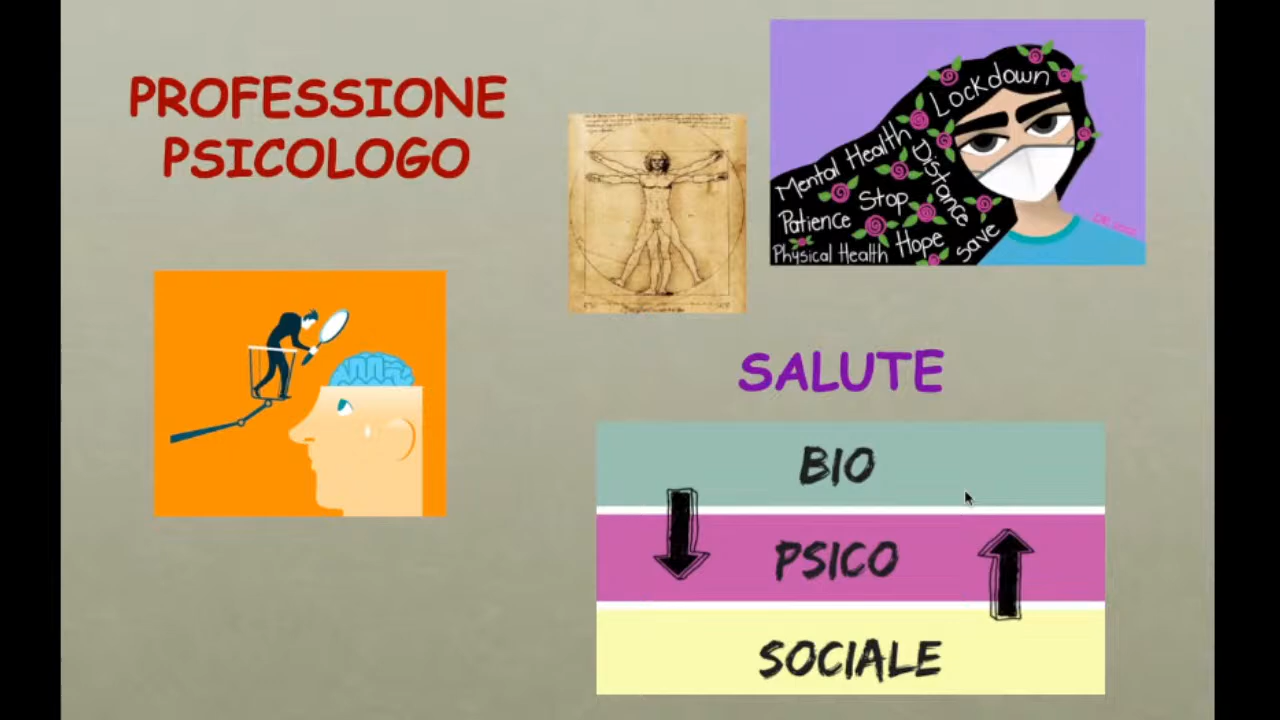 PROFESSIONE
PSICOLOGO
Lockdown
Mental Health
Distance
Patience
Stop
Physical Health
Hope
save
SALUTE
BIO
PSICO
SOCIALE